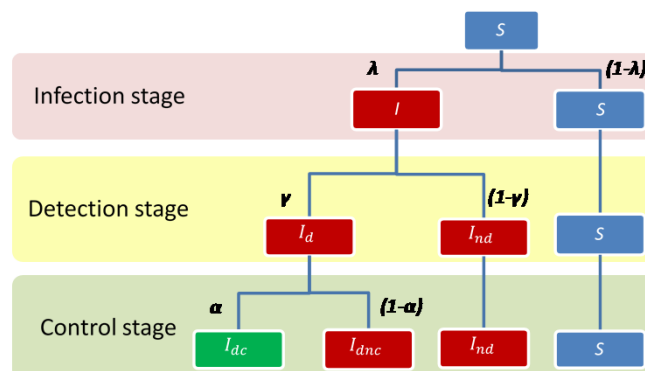 S
λ (1-λ)
Infection stage I S
γ (1-γ)
Detection stage I_d I_nd S
α (1-α)
Control stage I_dc I_dnc I_nd S